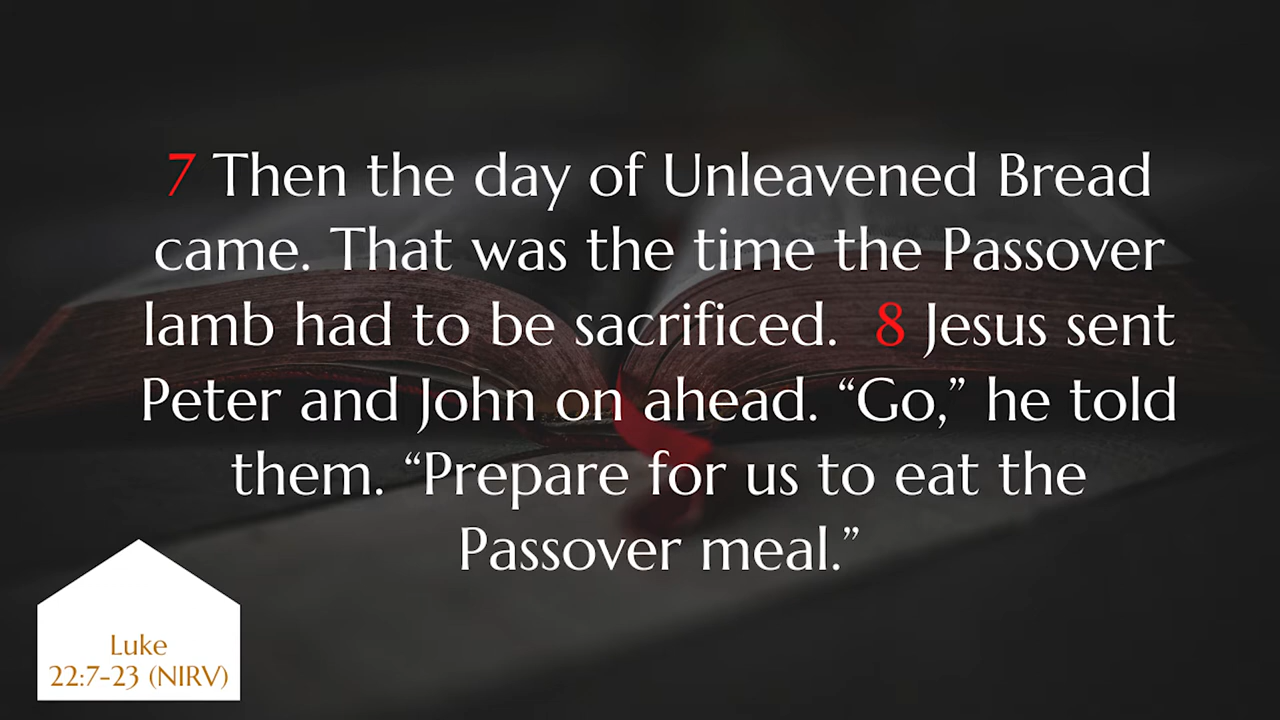 7 Then the day of Unleavened Bread
came. That was the time the Passover
lamb had to be sacrificed. 8 Jesus sent
Peter and John on ahead. “Go,” he told
them. “Prepare for us to eat the
Passover meal.”
Luke
22:7-23 (NIRV)